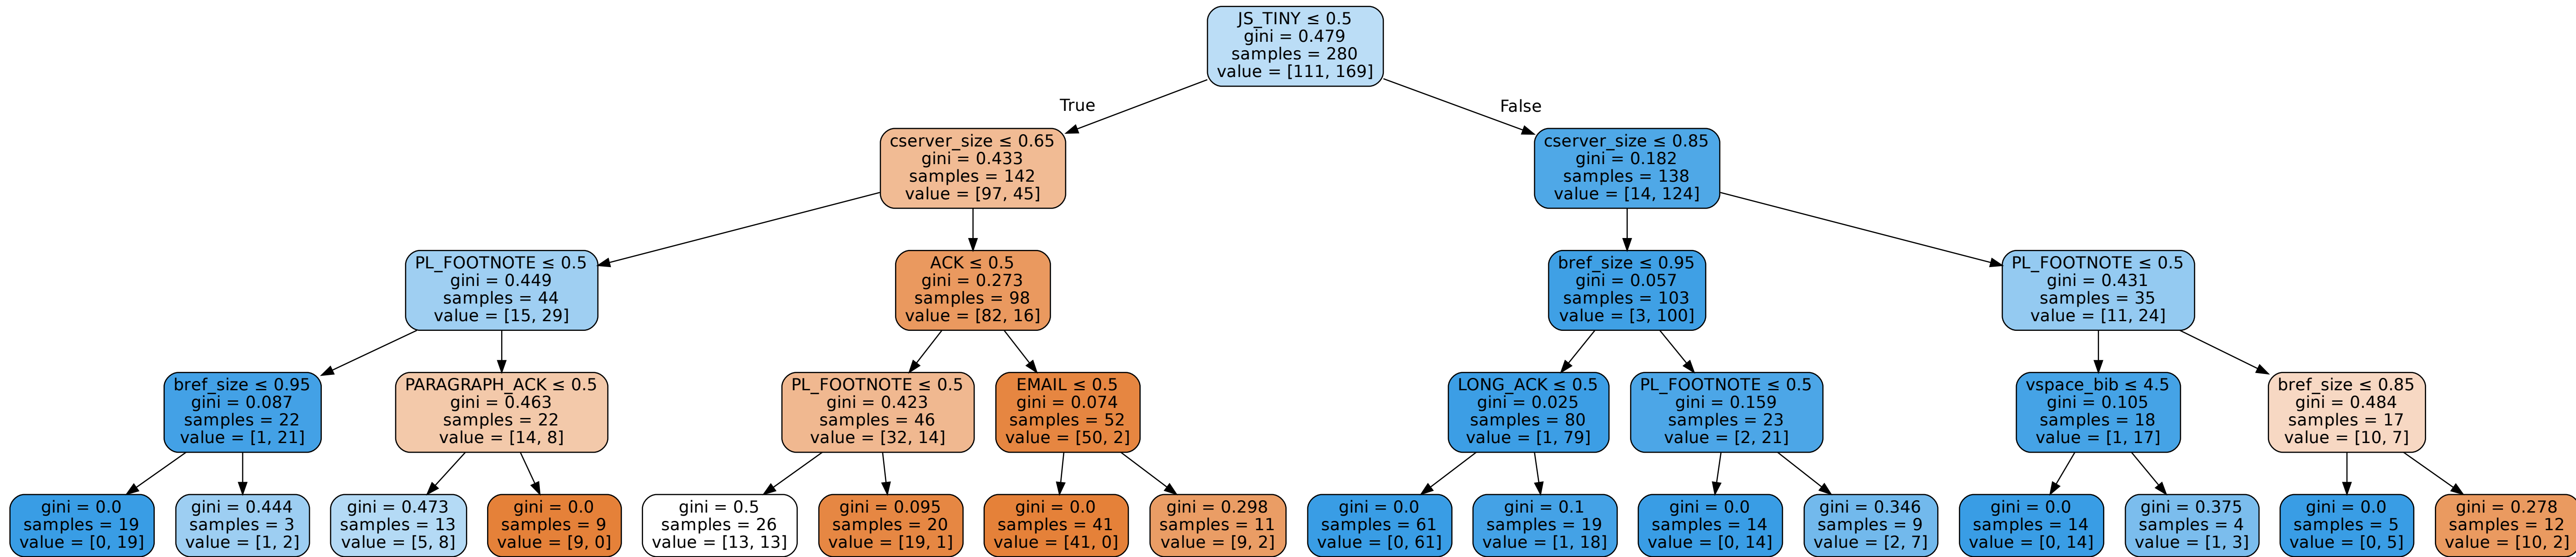 JS_TINY ≤ 0.5
gini = 0.479
samples = 280
value = [111, 169]
True
False
cserver_size ≤ 0.65
gini = 0.433
samples = 142
value = [97, 45]
cserver_size ≤ 0.85
gini = 0.182
samples = 138
value = [14, 124]
PL_FOOTNOTE ≤ 0.5
gini = 0.449
samples = 44
value = [15, 29]
ACK ≤ 0.5
gini = 0.273
samples = 98
value = [82, 16]
bref_size ≤ 0.95
gini = 0.057
samples = 103
value = [3, 100]
PL_FOOTNOTE ≤ 0.5
gini = 0.431
samples = 35
value = [11, 24]
bref_size ≤ 0.95
gini = 0.087
samples = 22
value = [1, 21]
PARAGRAPH_ACK ≤ 0.5
gini = 0.463
samples = 22
value = [14, 8]
PL_FOOTNOTE ≤ 0.5
gini = 0.423
samples = 46
value = [32, 14]
EMAIL ≤ 0.5
gini = 0.074
samples = 52
value = [50, 2]
LONG_ACK ≤ 0.5
gini = 0.025
samples = 80
value = [1, 79]
PL_FOOTNOTE ≤ 0.5
gini = 0.159
samples = 23
value = [2, 21]
vspace_bib ≤ 4.5
gini = 0.105
samples = 18
value = [1, 17]
bref_size ≤ 0.85
gini = 0.484
samples = 17
value = [10, 7]
gini = 0.0
samples = 19
value = [0, 19]
gini = 0.444
samples = 3
value = [1, 2]
gini = 0.473
samples = 13
value = [5, 8]
gini = 0.0
samples = 9
value = [9, 0]
gini = 0.5
samples = 26
value = [13, 13]
gini = 0.095
samples = 20
value = [19, 1]
gini = 0.0
samples = 41
value = [41, 0]
gini = 0.298
samples = 11
value = [9, 2]
gini = 0.0
samples = 61
value = [0, 61]
gini = 0.1
samples = 19
value = [1, 18]
gini = 0.0
samples = 14
value = [0, 14]
gini = 0.346
samples = 9
value = [2, 7]
gini = 0.0
samples = 14
value = [0, 14]
gini = 0.375
samples = 4
value = [1, 3]
gini = 0.0
samples = 5
value = [0, 5]
gini = 0.278
samples = 12
value = [10, 2]